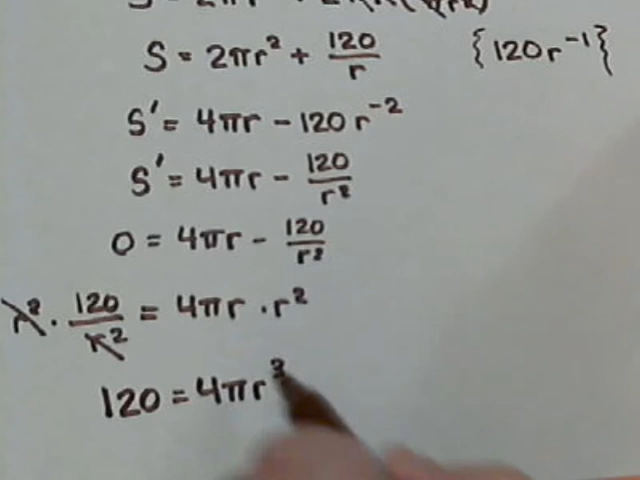 S = 2πr² + 120/r {120r⁻¹}
S' = 4πr - 120r⁻²
S' = 4πr - 120/r²
0 = 4πr - 120/r²
r² · 120/r² = 4πr · r²
120 = 4πr³